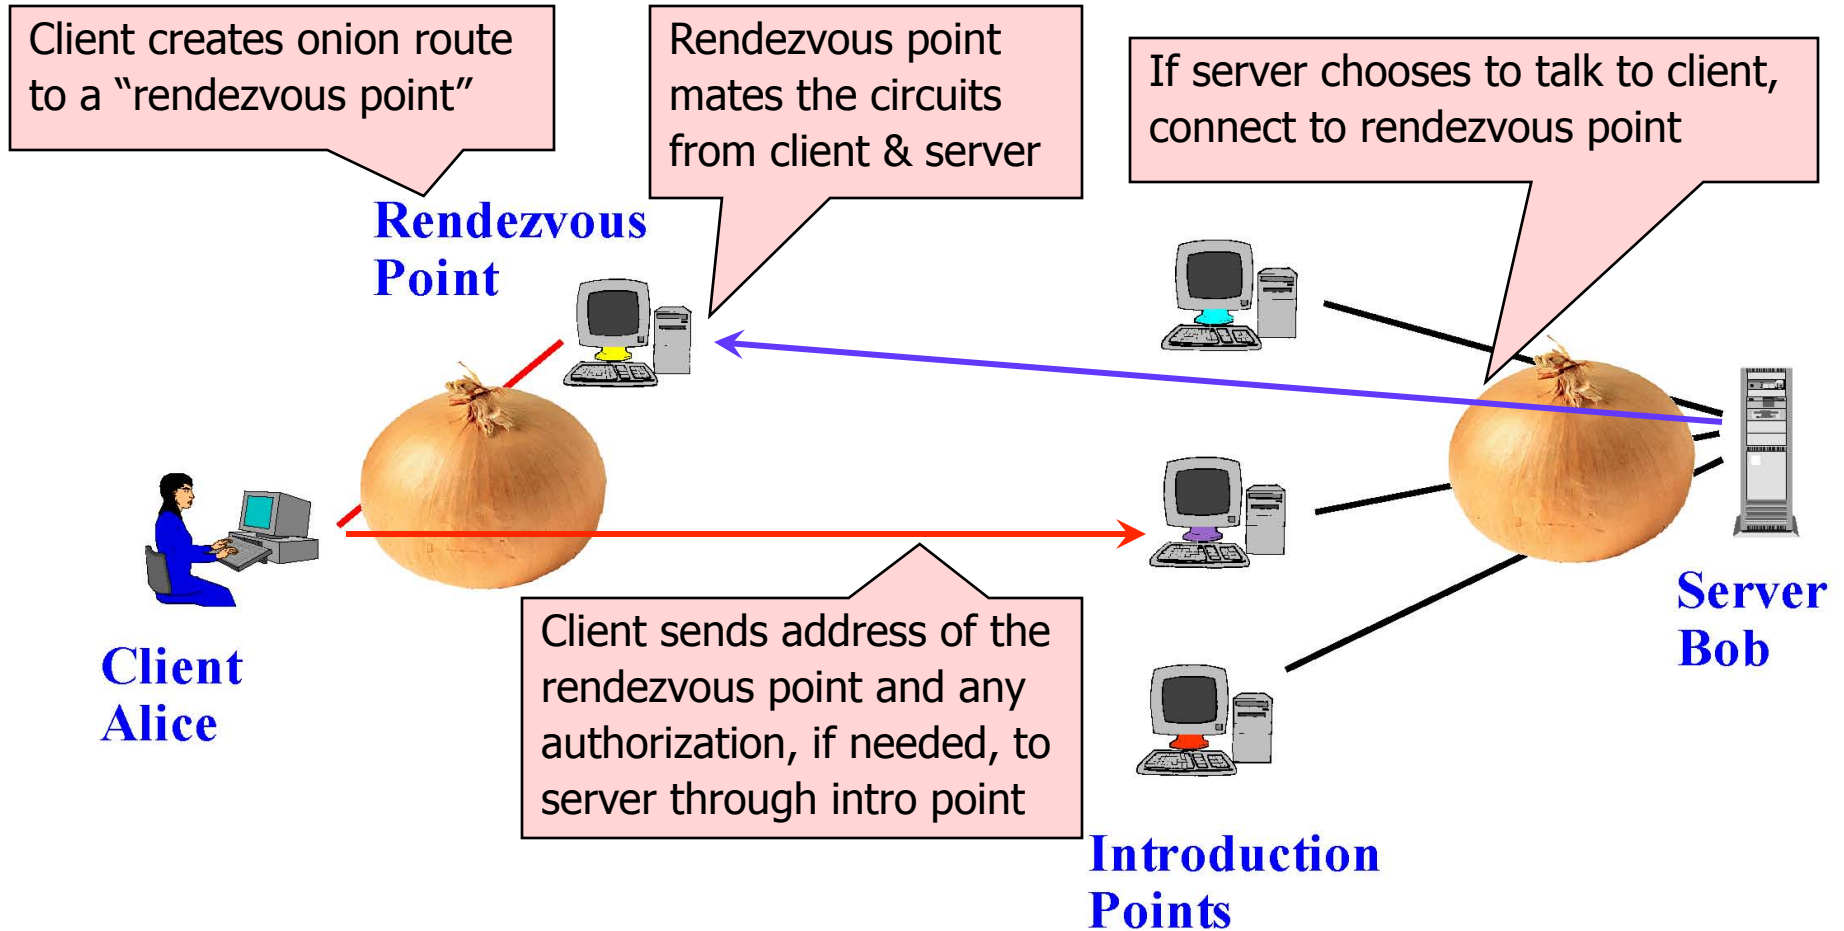 Client creates onion route
to a “rendezvous point”
Rendezvous point
mates the circuits
from client & server
If server chooses to talk to client,
connect to rendezvous point
Rendezvous
Point
Client
Alice
Client sends address of the
rendezvous point and any
authorization, if needed, to
server through intro point
Server
Bob
Introduction
Points